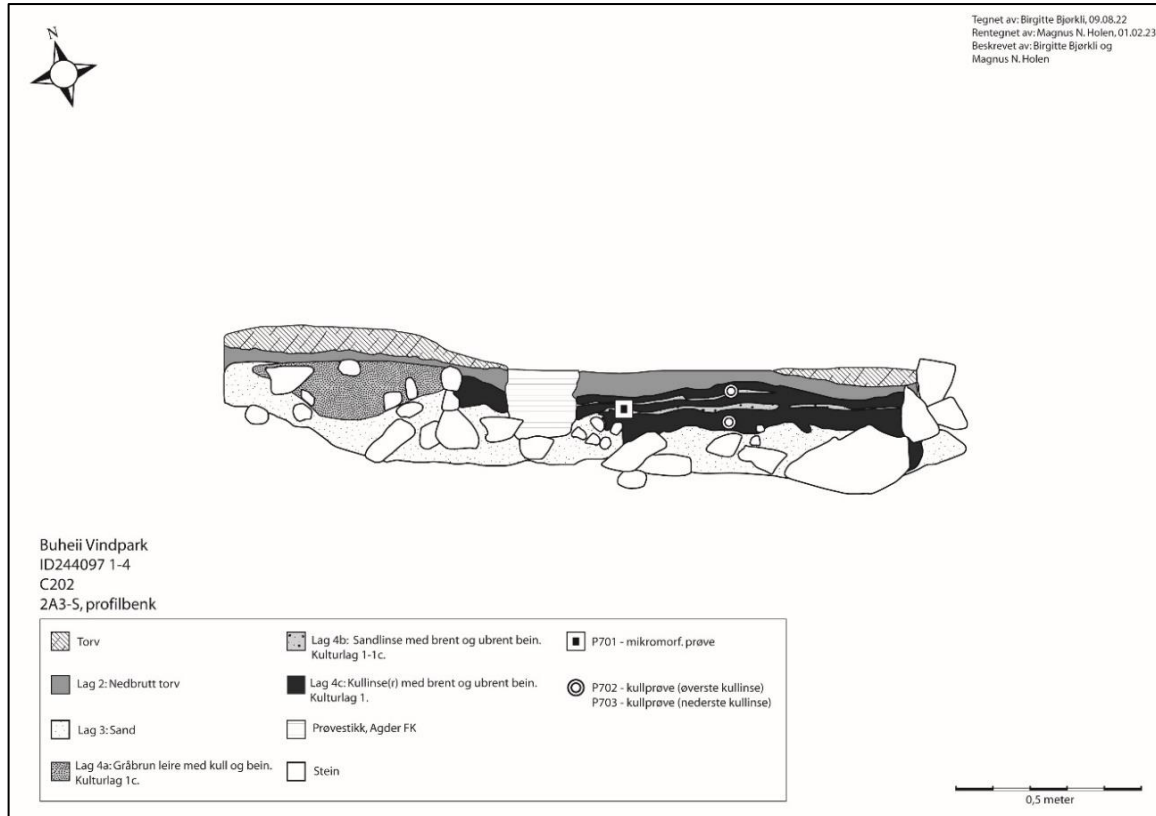 Tegnet av: Birgitte Bjørkli, 09.08.22
Rentegnet av: Magnus N. Holen, 01.02.23
Beskrevet av: Birgitte Bjørkli og
Magnus N. Holen
N
Buheii Vindpark
ID244097 1-4
C202
2A3-S, profilbenk
Torv
Lag 2: Nedbrutt torv
Lag 3: Sand
Lag 4a: Gråbrun leire med kull og bein.
Kulturlag 1c.
Lag 4b: Sandlinse med brent og ubrent bein.
Kulturlag 1-1c.
Lag 4c: Kullinse(r) med brent og ubrent bein.
Kulturlag 1.
Prøvestikk, Agder FK
Stein
P701 - mikromorf. prøve
P702 - kullprøve (øverste kullinse)
P703 - kullprøve (nederste kullinse)
0,5 meter